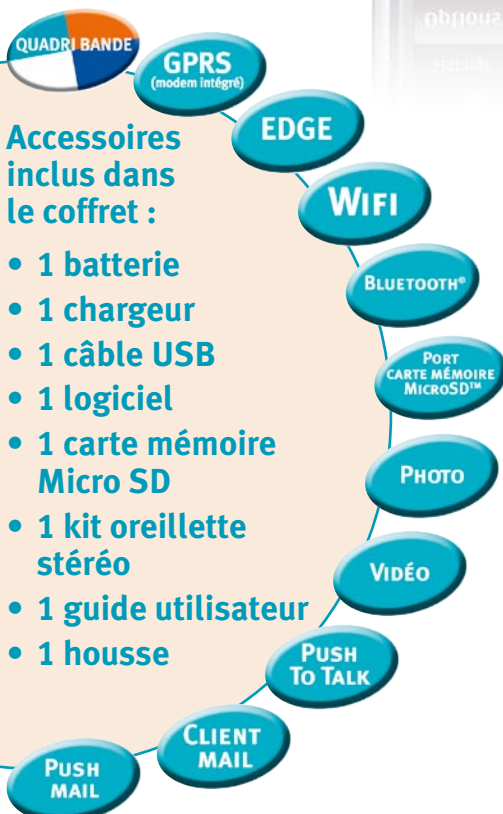 QUADRI BANDE
Options
GPRS
(modem intégré)
EDGE
WIFI
BLUETOOTH®
PORT
CARTE MÉMOIRE
MICROSD™
PHOTO
VIDÉO
PUSH
TO TALK
CLIENT
MAIL
PUSH
MAIL
Accessoires
inclus dans
le coffret :
• 1 batterie
• 1 chargeur
• 1 câble USB
• 1 logiciel
• 1 carte mémoire
Micro SD
• 1 kit oreillette
stéréo
• 1 guide utilisateur
• 1 housse